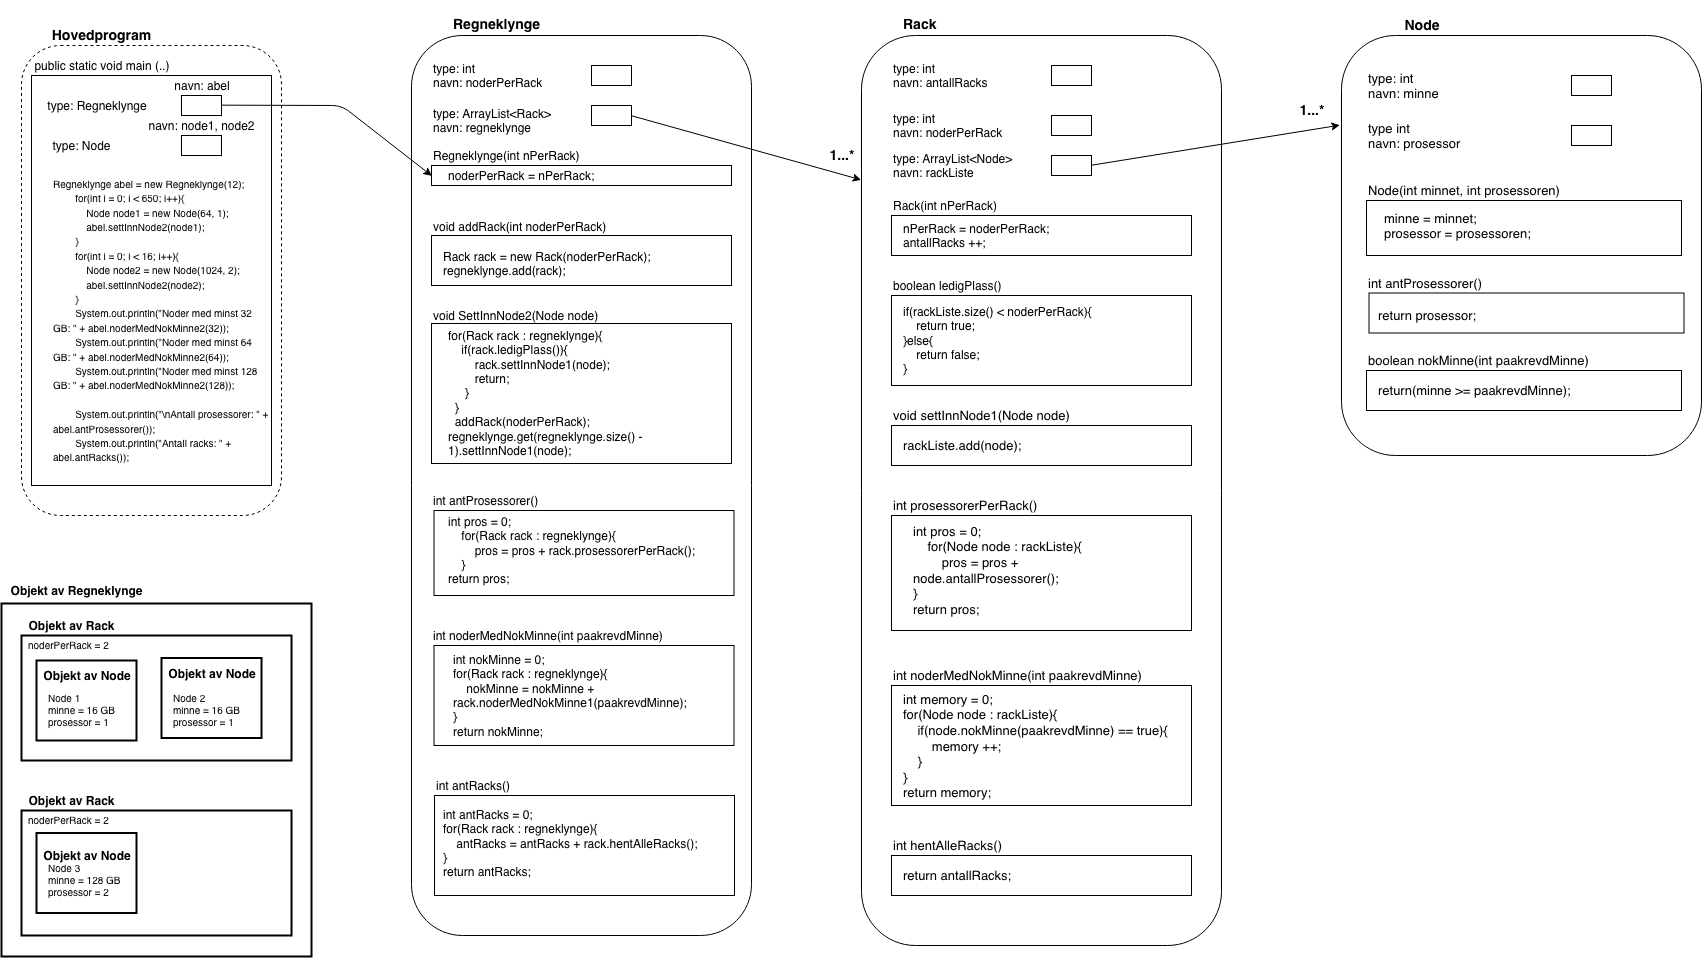 Hovedprogram
public static void main (..)
navn: abel
type: Regneklynge
navn: node1, node2
type: Node
Regneklynge abel = new Regneklynge(12);
for(int i = 0; i < 650; i++){
Node node1 = new Node(64, 1);
abel.settInnNode2(node1);
}
for(int i = 0; i < 16; i++){
Node node2 = new Node(1024, 2);
abel.settInnNode2(node2);
}
System.out.println("Noder med minst 32
GB: " + abel.noderMedNokMinne2(32));
System.out.println("Noder med minst 64
GB: " + abel.noderMedNokMinne2(64));
System.out.println("Noder med minst 128
GB: " + abel.noderMedNokMinne2(128));
System.out.println("\nAntall prosessorer: " +
abel.antProsessorer());
System.out.println("Antall racks: " +
abel.antRacks());
Objekt av Regneklynge
Objekt av Rack
noderPerRack = 2
Objekt av Node
Node 1
minne = 16 GB
prosessor = 1
Objekt av Node
Node 2
minne = 16 GB
prosessor = 1
Objekt av Rack
noderPerRack = 2
Objekt av Node
Node 3
minne = 128 GB
prosessor = 2
Regneklynge
type: int
navn: noderPerRack
type: ArrayList<Rack>
navn: regneklynge
1...*
Regneklynge(int nPerRack)
noderPerRack = nPerRack;
void addRack(int noderPerRack)
Rack rack = new Rack(noderPerRack);
regneklynge.add(rack);
void SettInnNode2(Node node)
for(Rack rack : regneklynge){
if(rack.ledigPlass()){
rack.settInnNode1(node);
return;
}
}
addRack(noderPerRack);
regneklynge.get(regneklynge.size() -
1).settInnNode1(node);
int antProsessorer()
int pros = 0;
for(Rack rack : regneklynge){
pros = pros + rack.prosessorerPerRack();
}
return pros;
int noderMedNokMinne(int paakrevdMinne)
int nokMinne = 0;
for(Rack rack : regneklynge){
nokMinne = nokMinne +
rack.noderMedNokMinne1(paakrevdMinne);
}
return nokMinne;
int antRacks()
int antRacks = 0;
for(Rack rack : regneklynge){
antRacks = antRacks + rack.hentAlleRacks();
}
return antRacks;
Rack
type: int
navn: antallRacks
type: int
navn: noderPerRack
type: ArrayList<Node>
navn: rackListe
1...*
Rack(int nPerRack)
nPerRack = noderPerRack;
antallRacks ++;
boolean ledigPlass()
if(rackListe.size() < noderPerRack){
return true;
}else{
return false;
}
void settInnNode1(Node node)
rackListe.add(node);
int prosessorerPerRack()
int pros = 0;
for(Node node : rackListe){
pros = pros +
node.antallProsessorer();
}
return pros;
int noderMedNokMinne(int paakrevdMinne)
int memory = 0;
for(Node node : rackListe){
if(node.nokMinne(paakrevdMinne) == true){
memory ++;
}
}
return memory;
int hentAlleRacks()
return antallRacks;
Node
type: int
navn: minne
type int
navn: prosessor
Node(int minnet, int prosessoren)
minne = minnet;
prosessor = prosessoren;
int antProsessorer()
return prosessor;
boolean nokMinne(int paakrevdMinne)
return(minne >= paakrevdMinne);